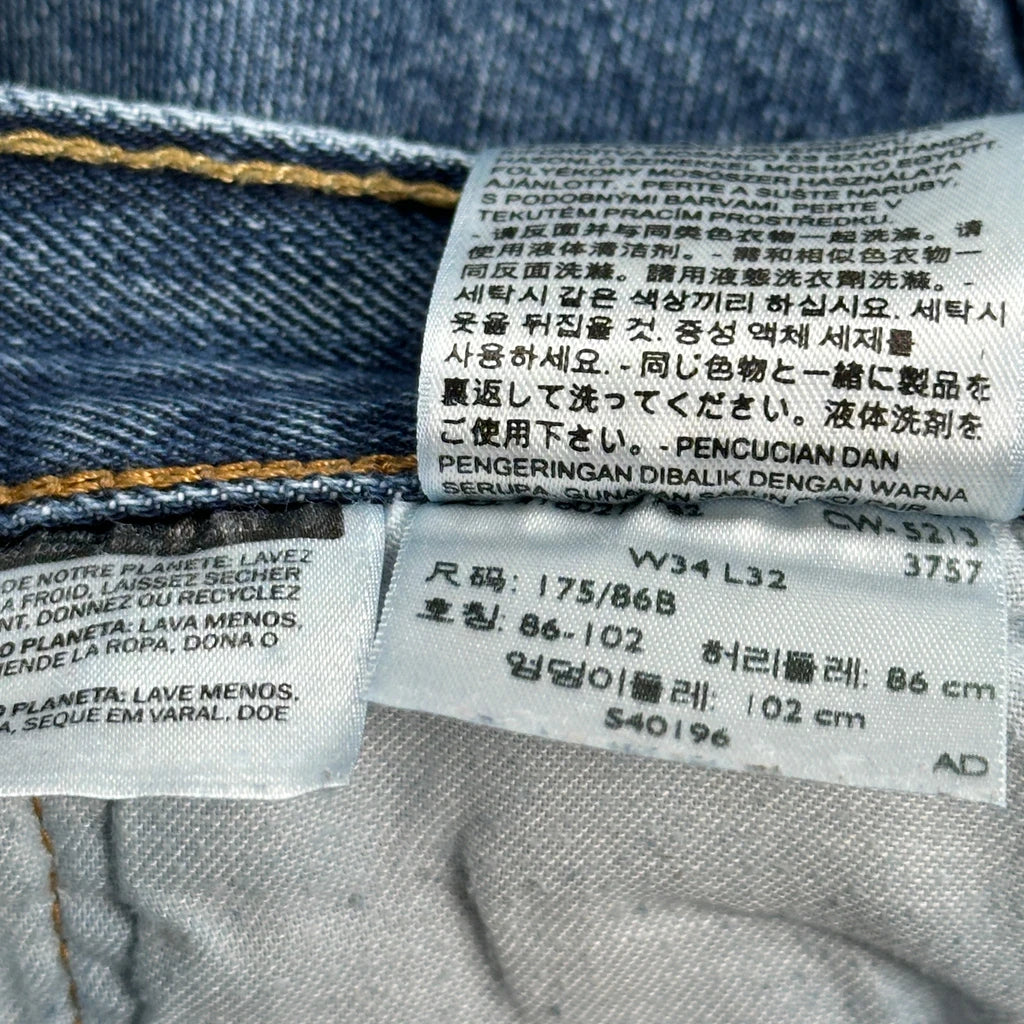 FOLYÉKONY MOSÓSZER HASZNÁLATA
AJÁNLOTT. - PERTE A SUŠTE NARUBY,
S PODOBNÝMI BARVAMI. PERTE V
TEKUTÉM PRACÍM PROSTŘEDKU.
- 请反面并与同类色衣物一起洗涤。请
使用液体清洁剂。- 需和相似色衣物一
同反面洗滌。請用液態洗衣劑洗滌。-
세탁시 같은 색상끼리 하십시요. 세탁시
옷을 뒤집을 것. 중성 액체 세제를
사용하세요. - 同じ色物と一緒に製品を
裏返して洗ってください。液体洗剤を
ご使用下さい。- PENCUCIAN DAN
PENGERINGAN DIBALIK DENGAN WARNA
SERUPA. GUNAKAN SABUN
DE NOTRE PLANÈTE: LAVEZ
A FROID, LAISSEZ SÉCHER
NT, DONNEZ OU RECYCLEZ
O PLANETA: LAVA MENOS,
IENDE LA ROPA, DONA O
O PLANETA: LAVE MENOS,
A, SEQUE EM VARAL, DOE
CW-5213
W34 L32 3757
尺码: 175/86B
호칭: 86-102 허리둘레: 86 cm
엉덩이둘레: 102 cm
S40196
AD